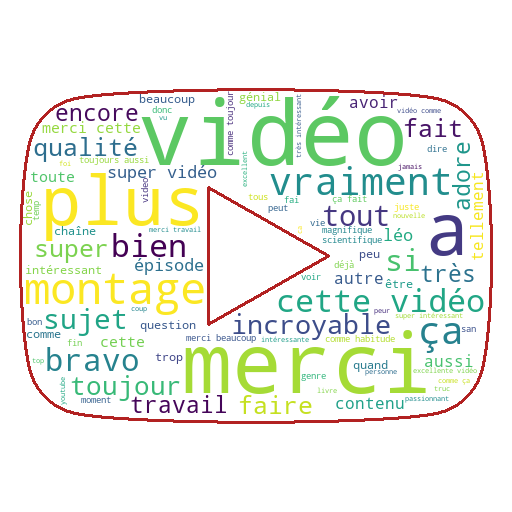 beaucoup
donc
vu
comme toujour
génial
depuis
très intéressant
avoir
vidéo comme
encore
vidéo
fait
merci cette
qualité
toujours aussi
excellent
dire
adore
foi
super vidéo
jamais
toute
video
vraiment
tellement
chose
temp
plus
tous
fai
ça fait
juste
nouvelle
peut
tout
a
chaîne
merci travail
vie
magnifique
scientifique
léo
super
bien
peu
intéressant
épisode
voir
déjà
si
autre
être
très
montage
cette vidéo
coup
peur
bon
sujet
question
incroyable
super intéressant
san
ça
comme
fin
cette
merci beaucoup
intéressante
comme habitude
top
bravo
trop
merci
quand
personne
aussi
excellente vidéo
youtube
toujour
genre
livre
comme ça
truc
moment
travail
faire
contenu
passionnant